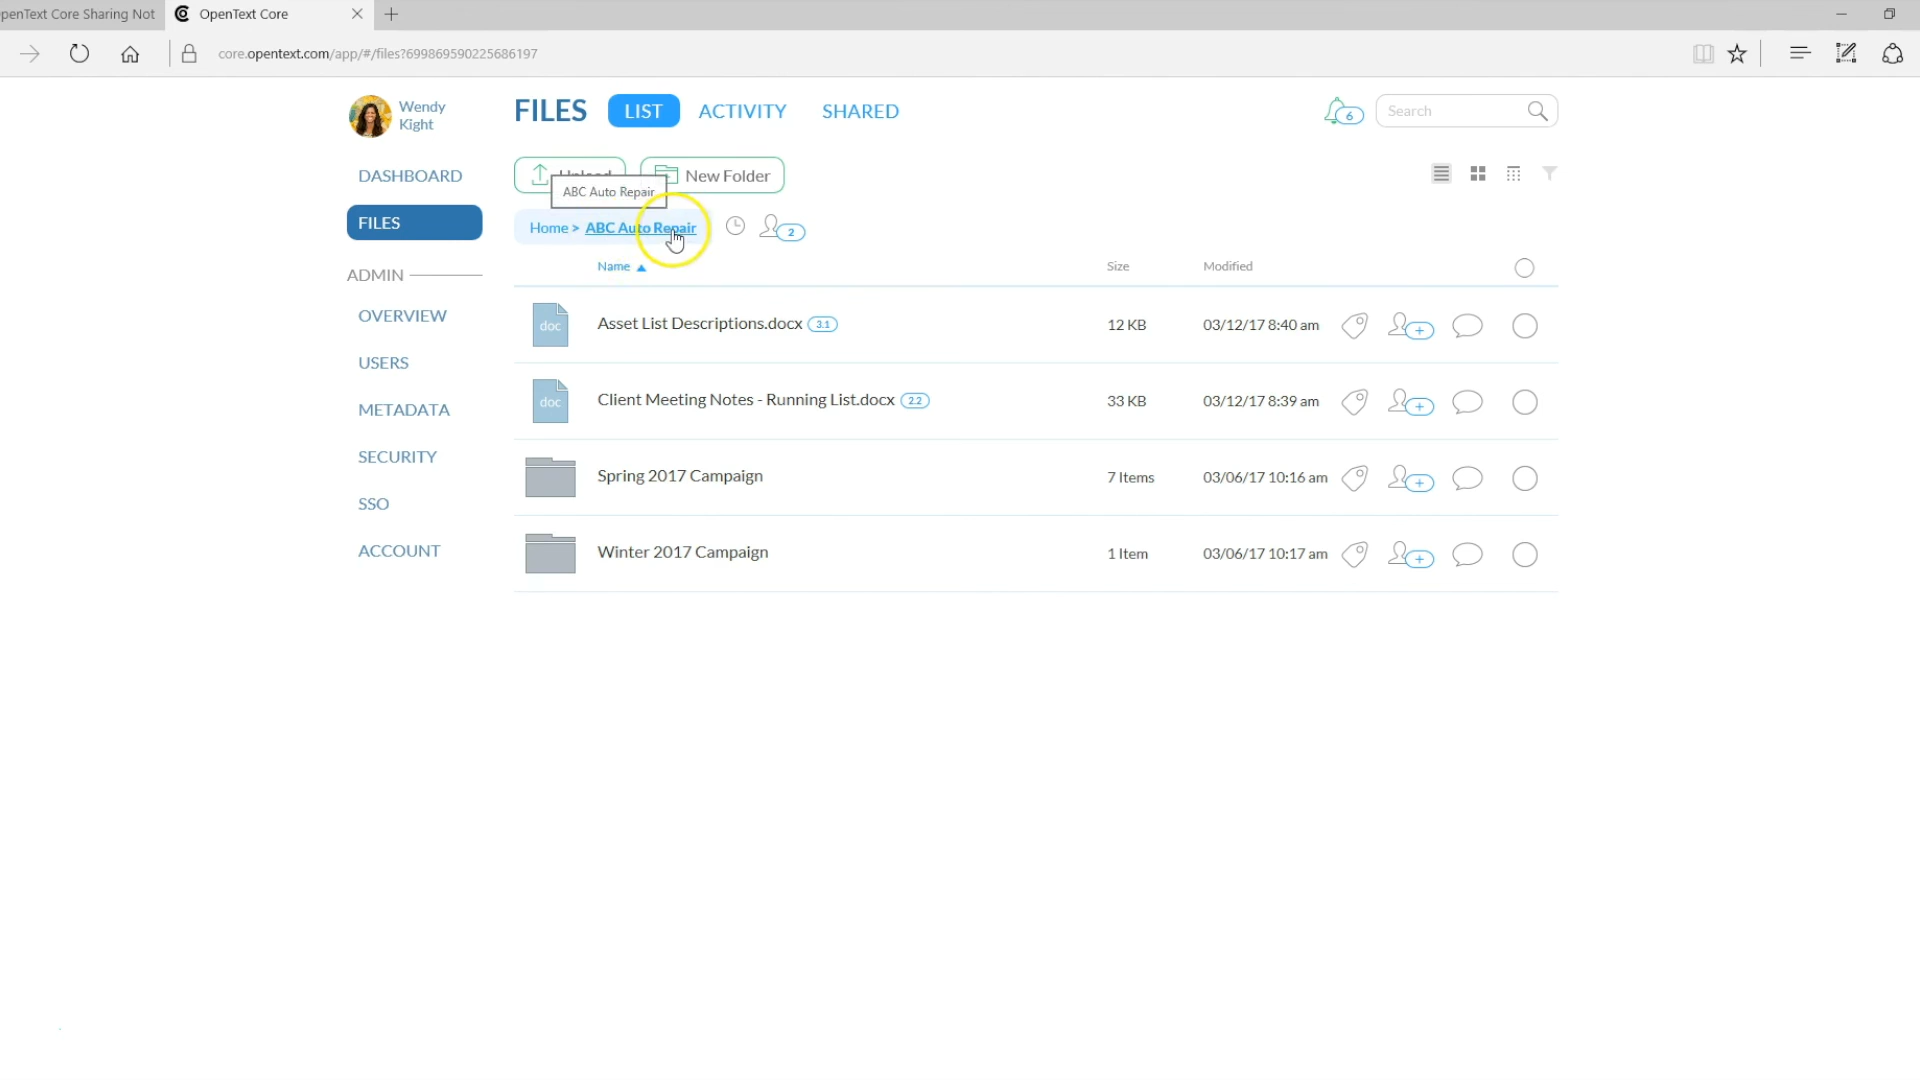 penText Core Sharing Not
OpenText Core
core.opentext.com/app/#/files?699869590225686197
Wendy
Kight
FILES
LIST
ACTIVITY
SHARED
6
Search
DASHBOARD
Upload
New Folder
ABC Auto Repair
FILES
Home > ABC Auto Repair
2
ADMIN
Name
Size
Modified
OVERVIEW
doc
Asset List Descriptions.docx
3.1
12 KB
03/12/17 8:40 am
USERS
doc
Client Meeting Notes - Running List.docx
2.2
33 KB
03/12/17 8:39 am
METADATA
SECURITY
Spring 2017 Campaign
7 Items
03/06/17 10:16 am
SSO
Winter 2017 Campaign
1 Item
03/06/17 10:17 am
ACCOUNT